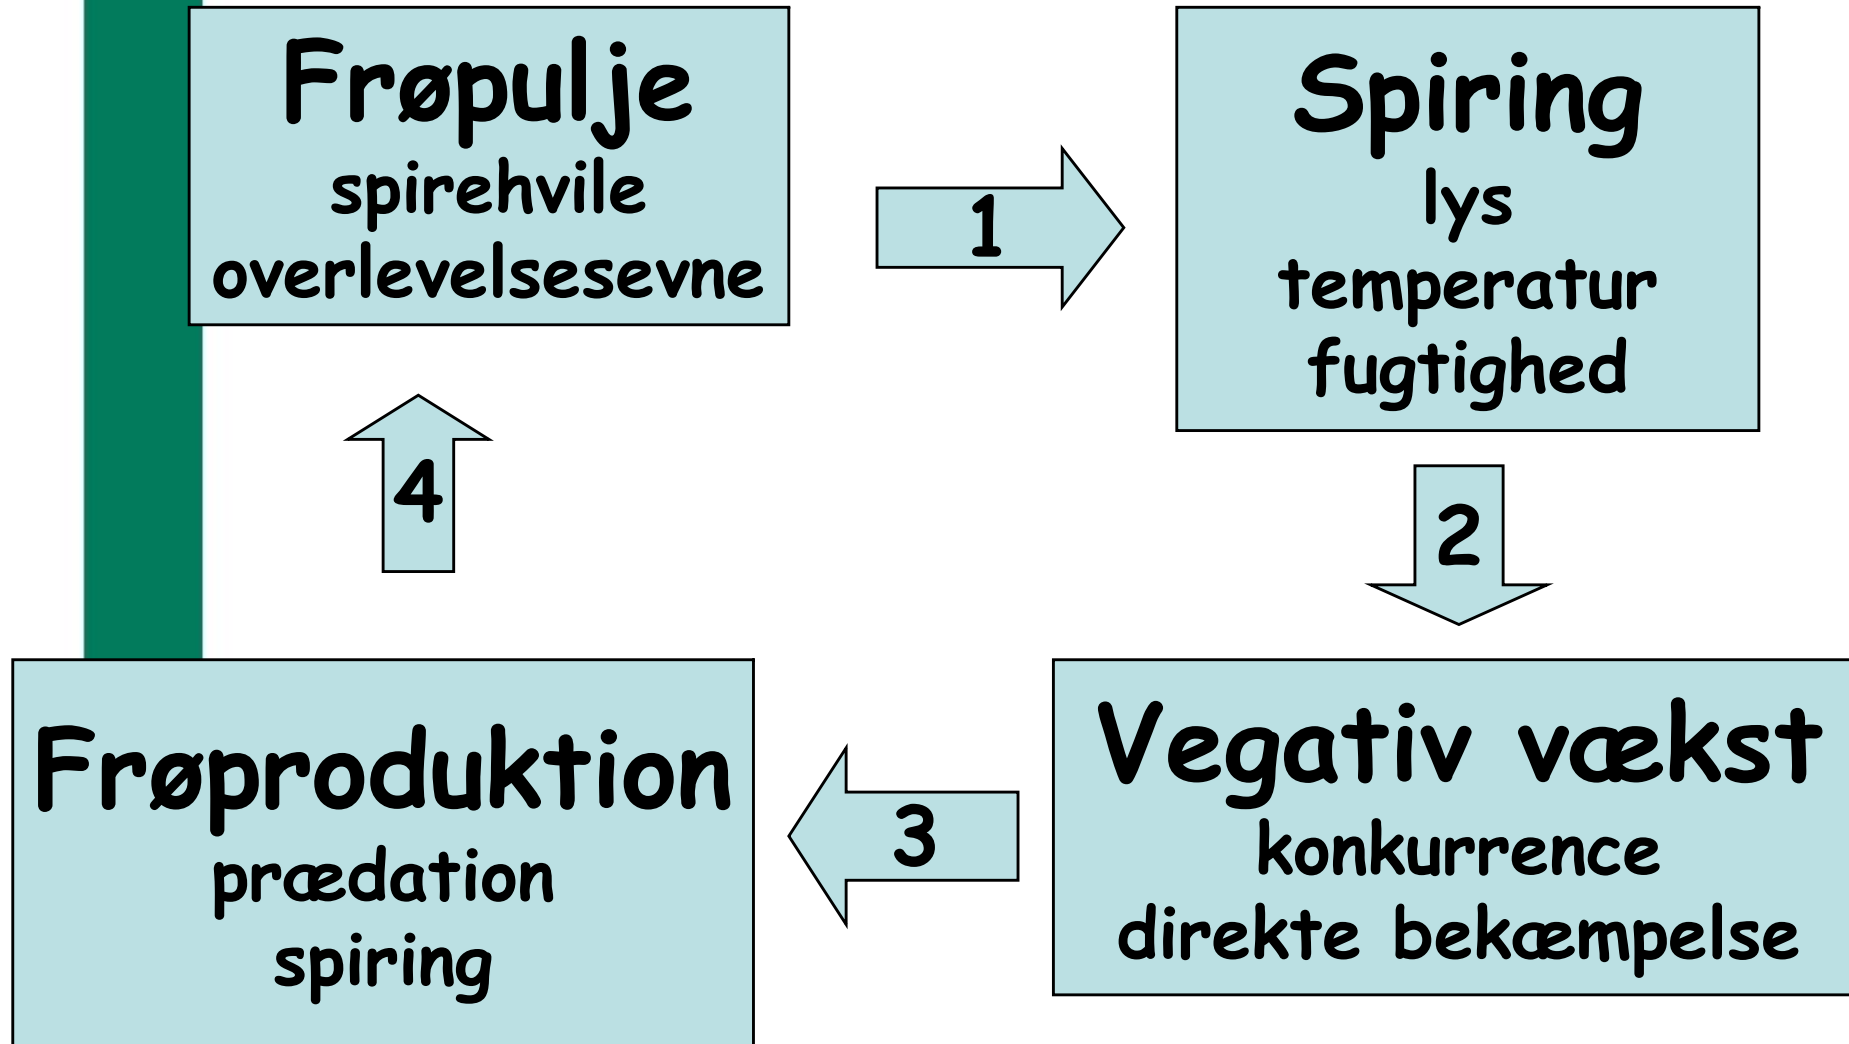 Frøpulje
spirehvile
overlevelsesevne
1
Spiring
lys
temperatur
fugtighed
2
Vegativ vækst
konkurrence
direkte bekæmpelse
3
Frøproduktion
prædation
spiring
4